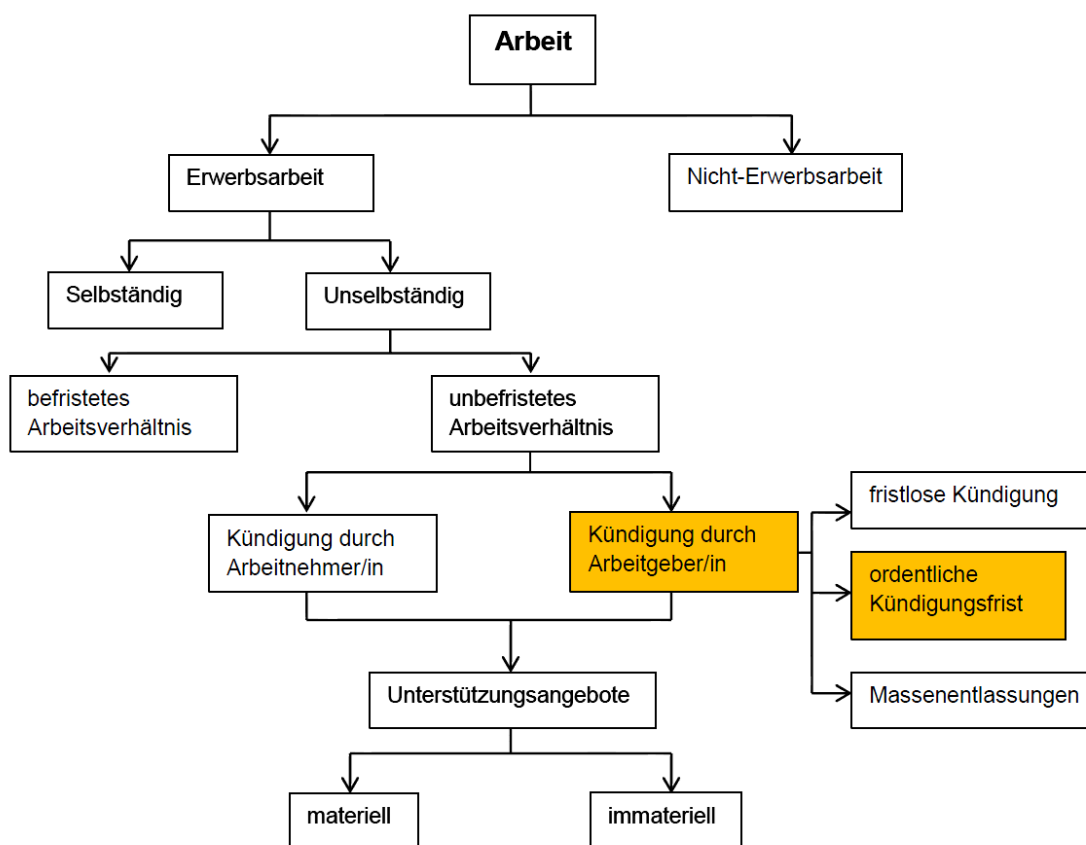 Arbeit
Erwerbsarbeit
Nicht-Erwerbsarbeit
Selbständig
Unselbständig
befristetes
Arbeitsverhältnis
unbefristetes
Arbeitsverhältnis
Kündigung durch
Arbeitnehmer/in
Kündigung durch
Arbeitgeber/in
fristlose Kündigung
ordentliche
Kündigungsfrist
Massenentlassungen
Unterstützungsangebote
materiell
immateriell